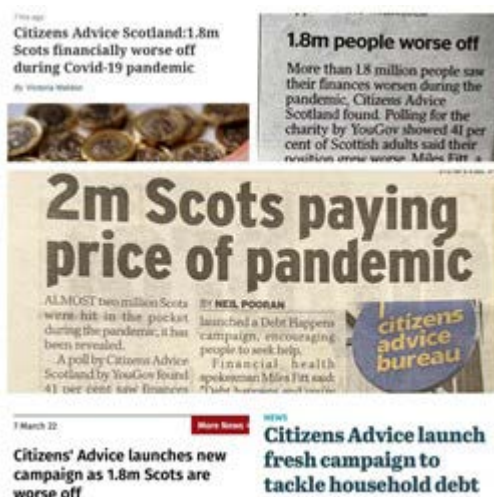 Citizens Advice Scotland:1.8m
Scots financially worse off
during Covid-19 pandemic
By Victoria Weldon
1.8m people worse off
More than 1.8 million people saw
their finances worsen during the
pandemic, Citizens Advice
Scotland found. Polling for the
charity by YouGov showed 41 per
cent of Scottish adults said their
position grew worse. Miles Fitt, a
2m Scots paying
price of pandemic
ALMOST two million Scots
were hit in the pocket
during the pandemic, it has
been revealed.
A poll by Citizens Advice
Scotland by YouGov found
41 per cent saw finances
BY NEIL POORAN
launched a Debt Happens
campaign, encouraging
people to seek help.
Financial health
spokesman Miles Fitt said:
"Debt happens and you're
citizens
advice
bureau
7 March 22
More News
Citizens' Advice launches new
campaign as 1.8m Scots are
worse off
NEWS
Citizens Advice launch
fresh campaign to
tackle household debt